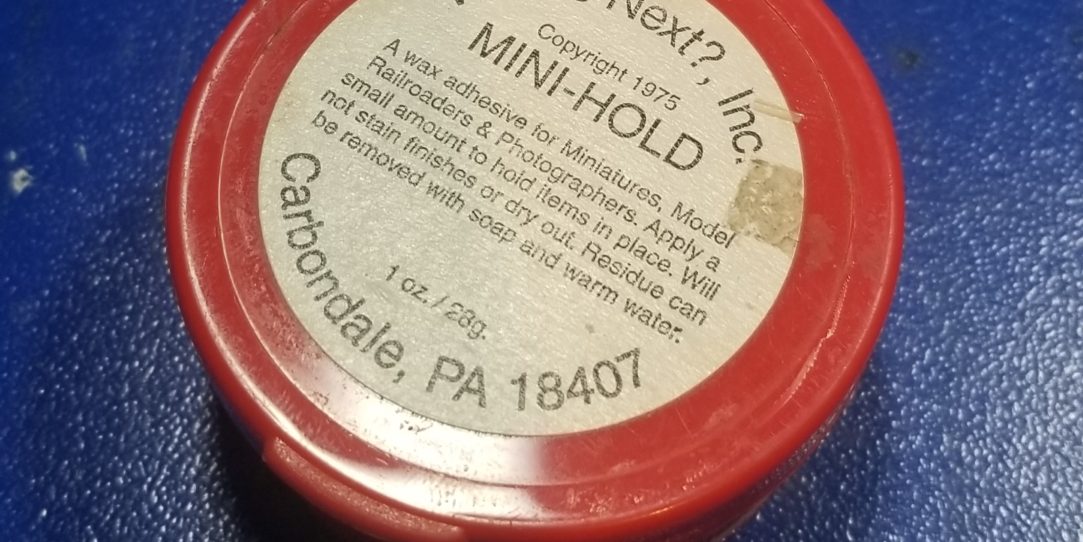 Next?, Inc.
Copyright 1975
MINI-HOLD
A wax adhesive for Miniatures, Model
Railroaders & Photographers. Apply a
small amount to hold items in place. Will
not stain finishes or dry out. Residue can
be removed with soap and warm water.
1 oz. / 28g.
Carbondale, PA 18407